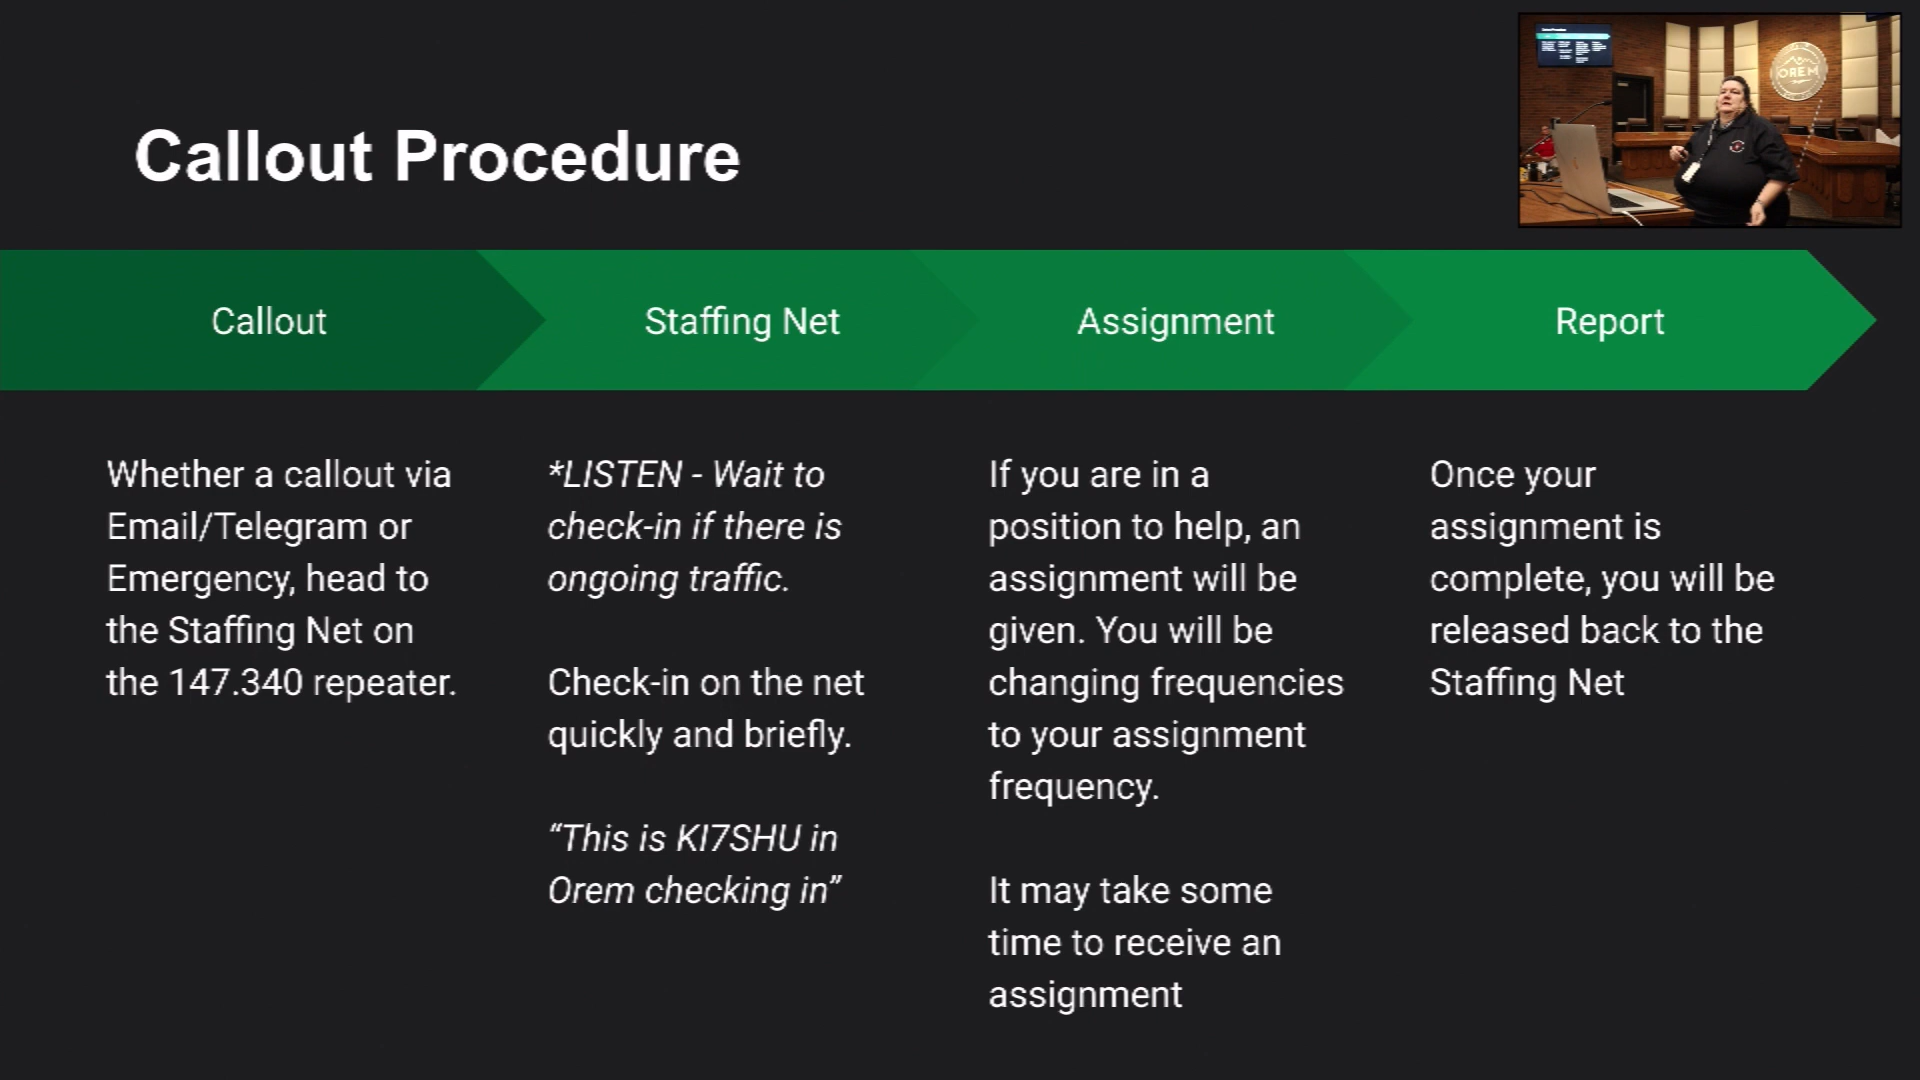 Callout Procedure
OREM
Callout
Staffing Net
Assignment
Report
Whether a callout via
Email/Telegram or
Emergency, head to
the Staffing Net on
the 147.340 repeater.
*LISTEN - Wait to
check-in if there is
ongoing traffic.
Check-in on the net
quickly and briefly.
“This is KI7SHU in
Orem checking in”
If you are in a
position to help, an
assignment will be
given. You will be
changing frequencies
to your assignment
frequency.
It may take some
time to receive an
assignment
Once your
assignment is
complete, you will be
released back to the
Staffing Net